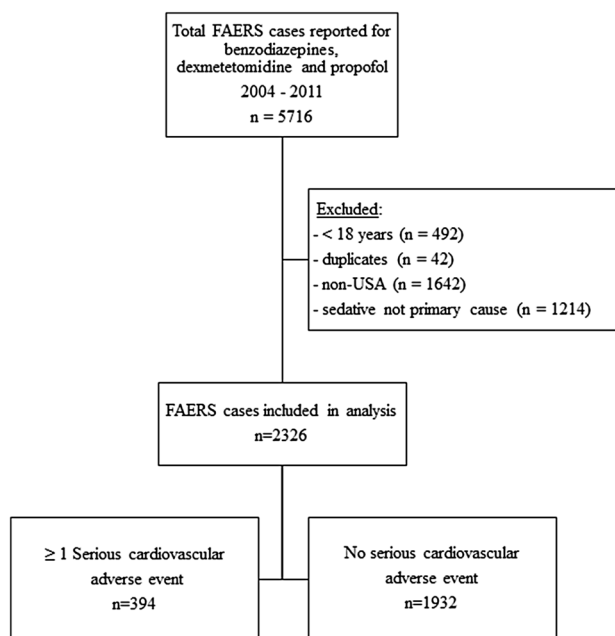 Total FAERS cases reported for
benzodiazepines,
dexmetetomidine and propofol
2004 - 2011
n = 5716
Excluded:
- < 18 years (n = 492)
- duplicates (n = 42)
- non-USA (n = 1642)
- sedative not primary cause (n = 1214)
FAERS cases included in analysis
n=2326
≥ 1 Serious cardiovascular
adverse event
n=394
No serious cardiovascular
adverse event
n=1932